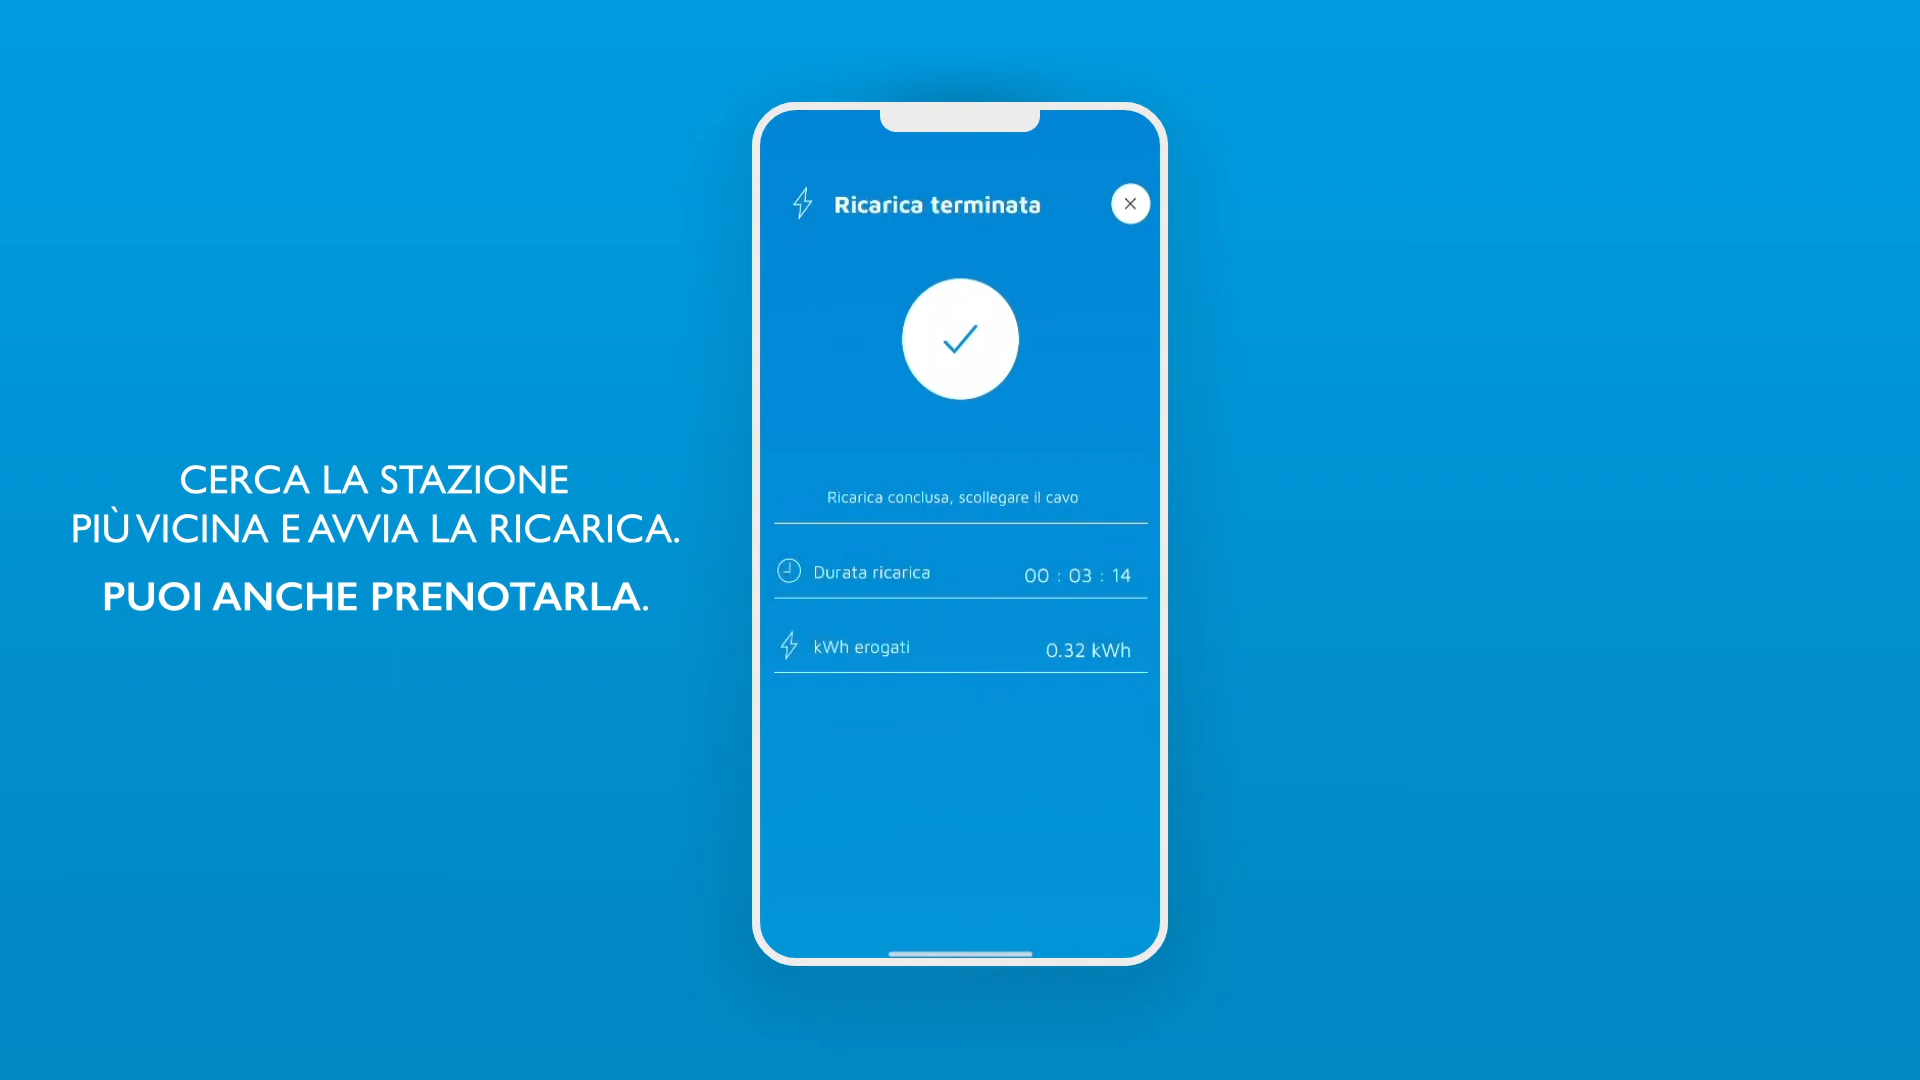 CERCA LA STAZIONE
PIÙ VICINA E AVVIA LA RICARICA.
PUOI ANCHE PRENOTARLA.
Ricarica terminata
Ricarica conclusa, scollegare il cavo
Durata ricarica 00 : 03 : 14
kWh erogati 0.32 kWh